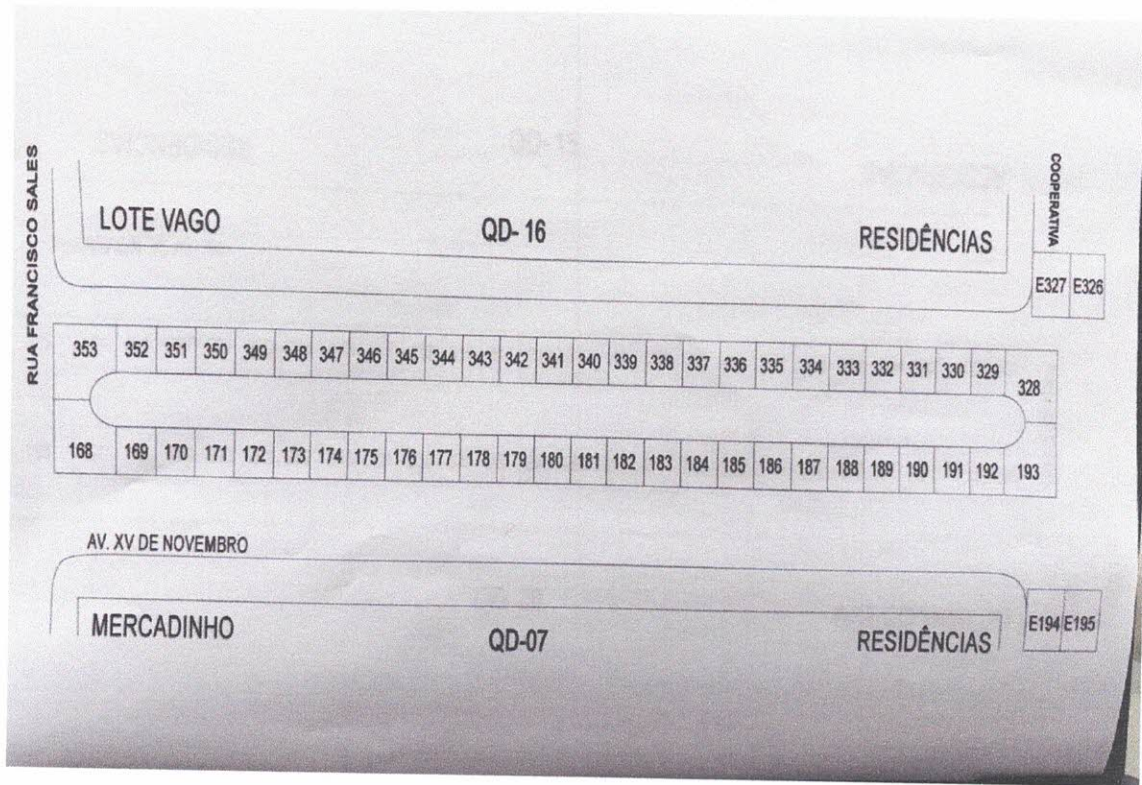 RUA FRANCISCO SALES
LOTE VAGO QD- 16 RESIDÊNCIAS
COOPERATIVA
E327 E326
353 352 351 350 349 348 347 346 345 344 343 342 341 340 339 338 337 336 335 334 333 332 331 330 329 328
168 169 170 171 172 173 174 175 176 177 178 179 180 181 182 183 184 185 186 187 188 189 190 191 192 193
AV. XV DE NOVEMBRO
MERCADINHO QD-07 RESIDÊNCIAS
E194 E195